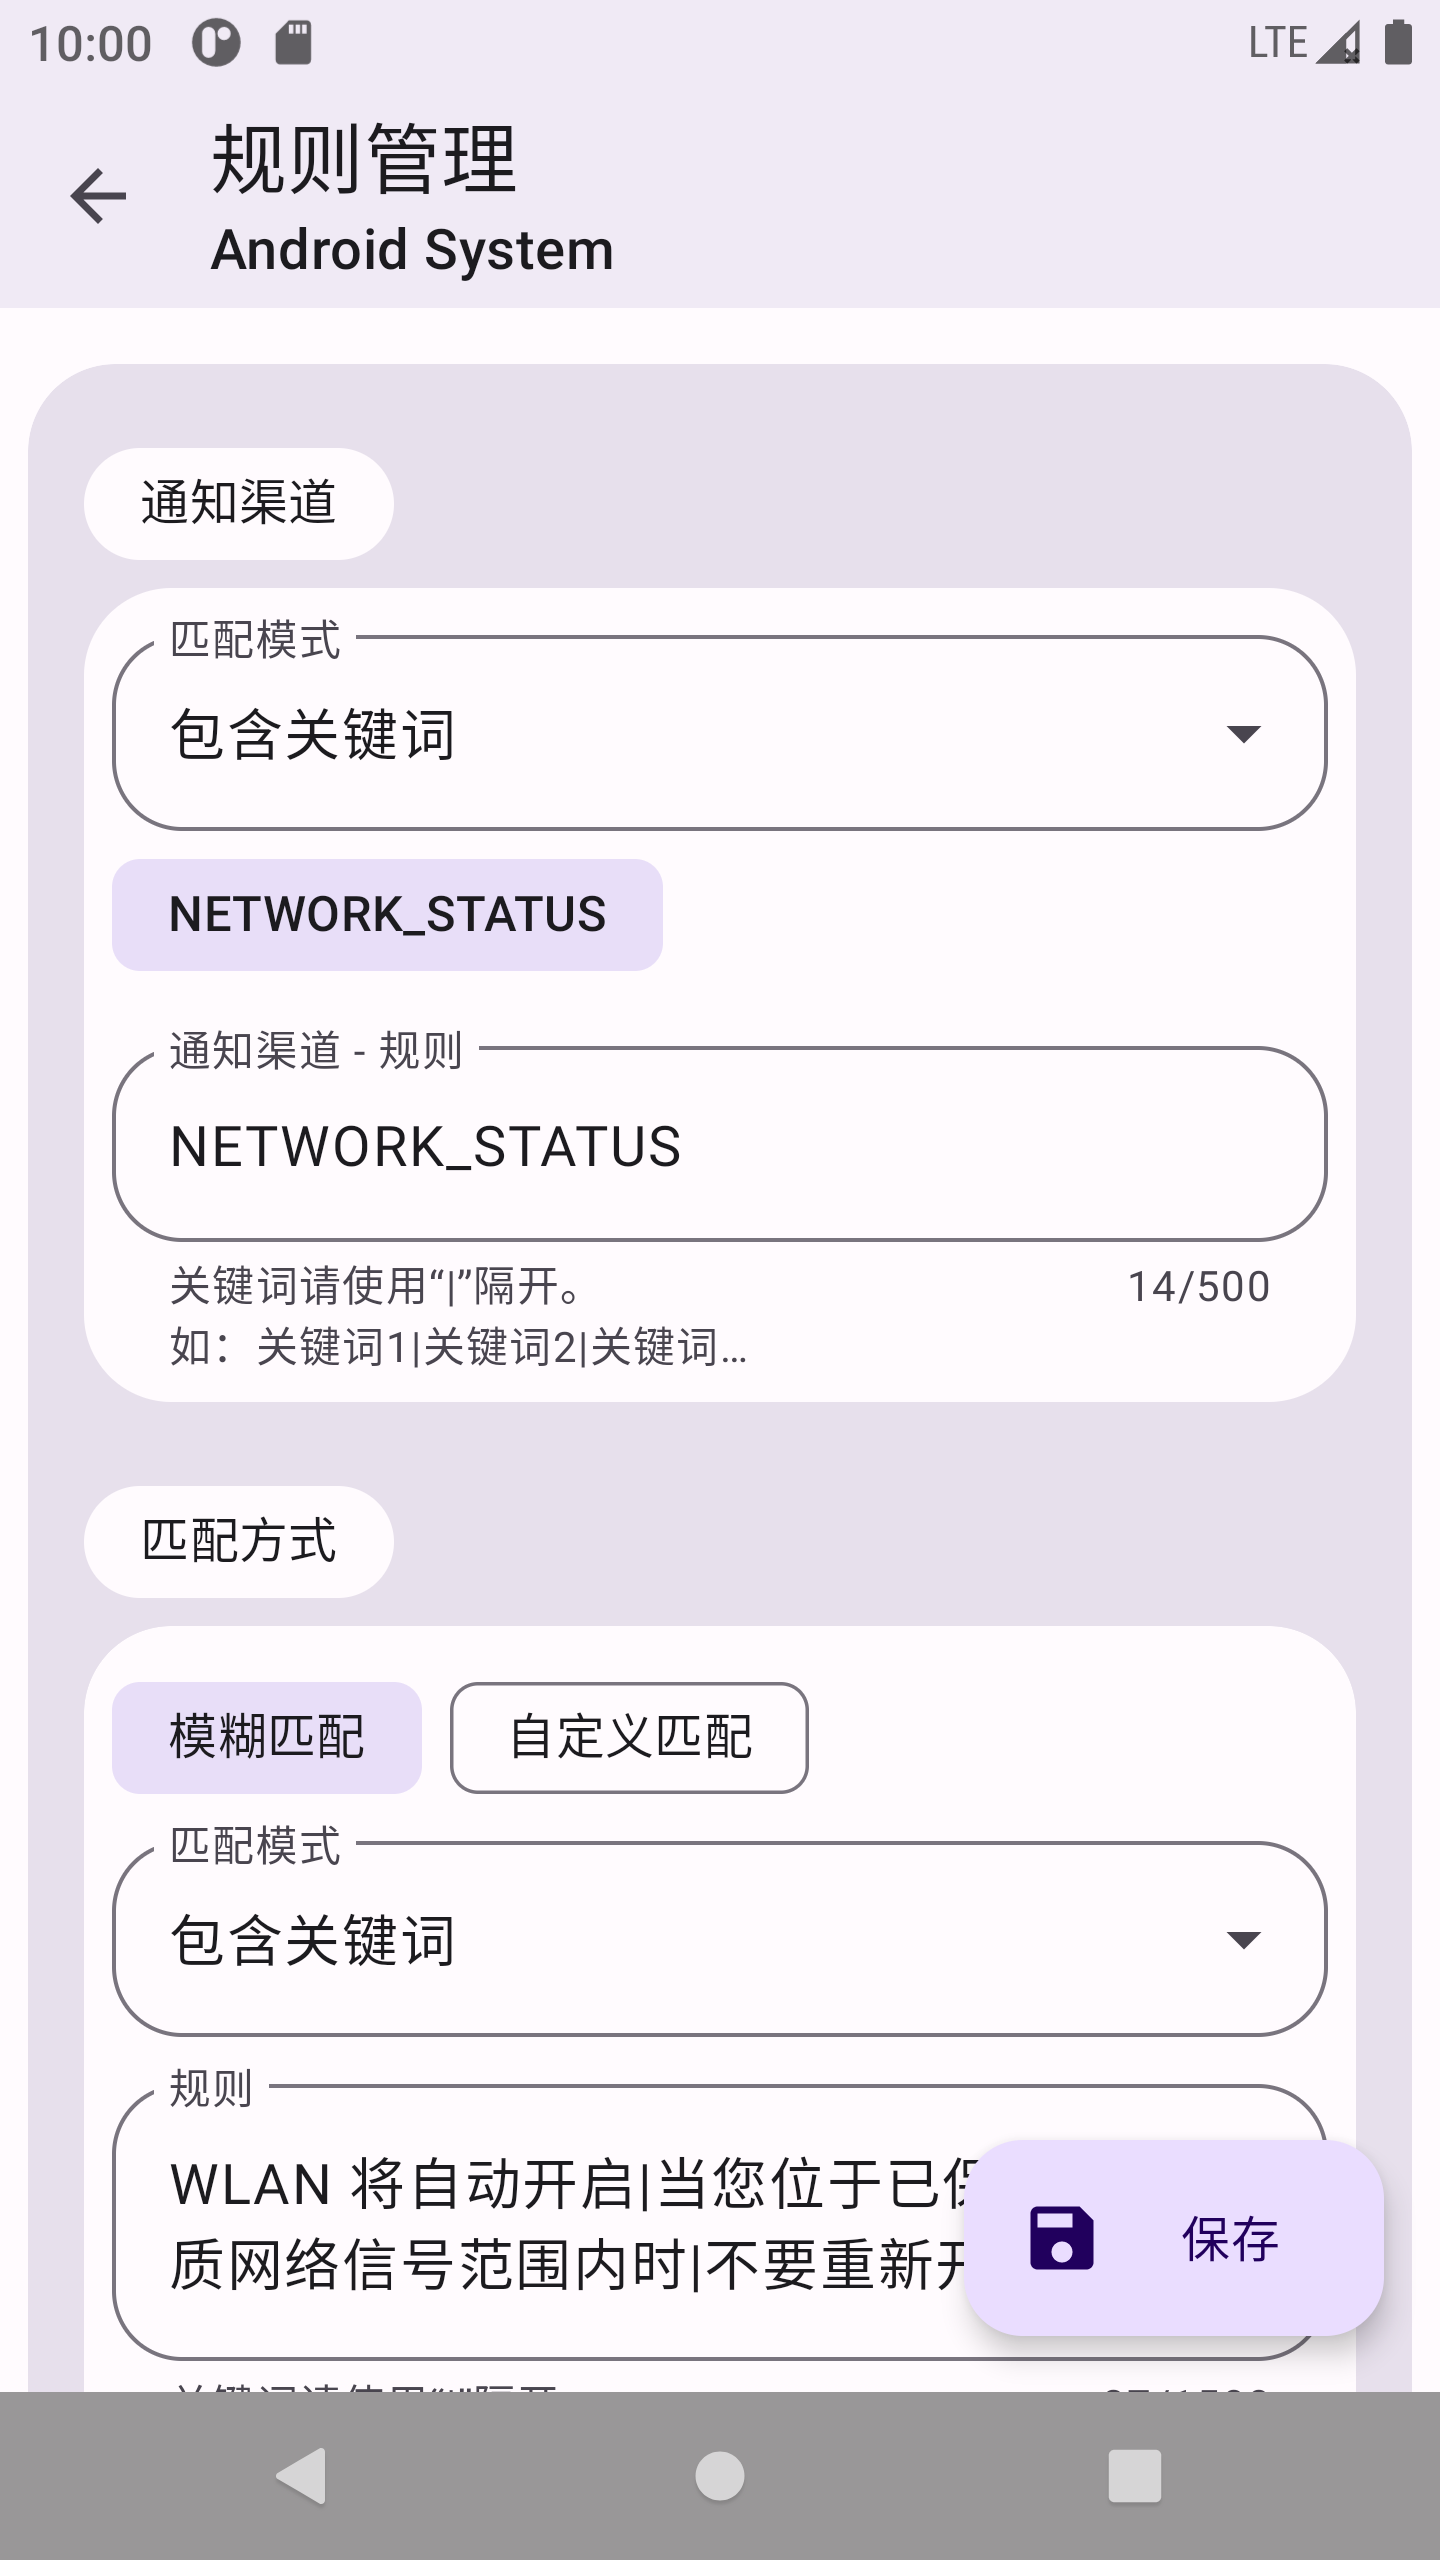 10:00
LTE
规则管理
Android System
通知渠道
匹配模式
包含关键词
NETWORK_STATUS
通知渠道 - 规则
NETWORK_STATUS
关键词请使用“|”隔开。
14/500
如：关键词1|关键词2|关键词...
匹配方式
模糊匹配
自定义匹配
匹配模式
包含关键词
规则
WLAN 将自动开启|当您位于已保
质网络信号范围内时|不要重新开
保存